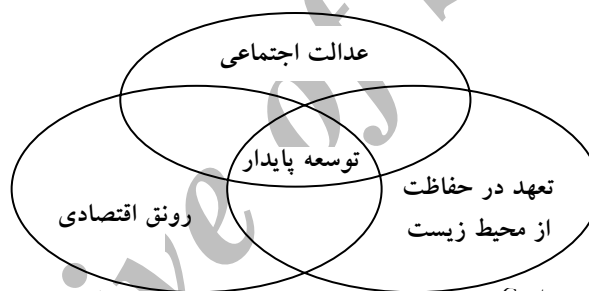 عدالت اجتماعی
توسعه پایدار
تعهد در حفاظت
از محیط زیست
رونق اقتصادی